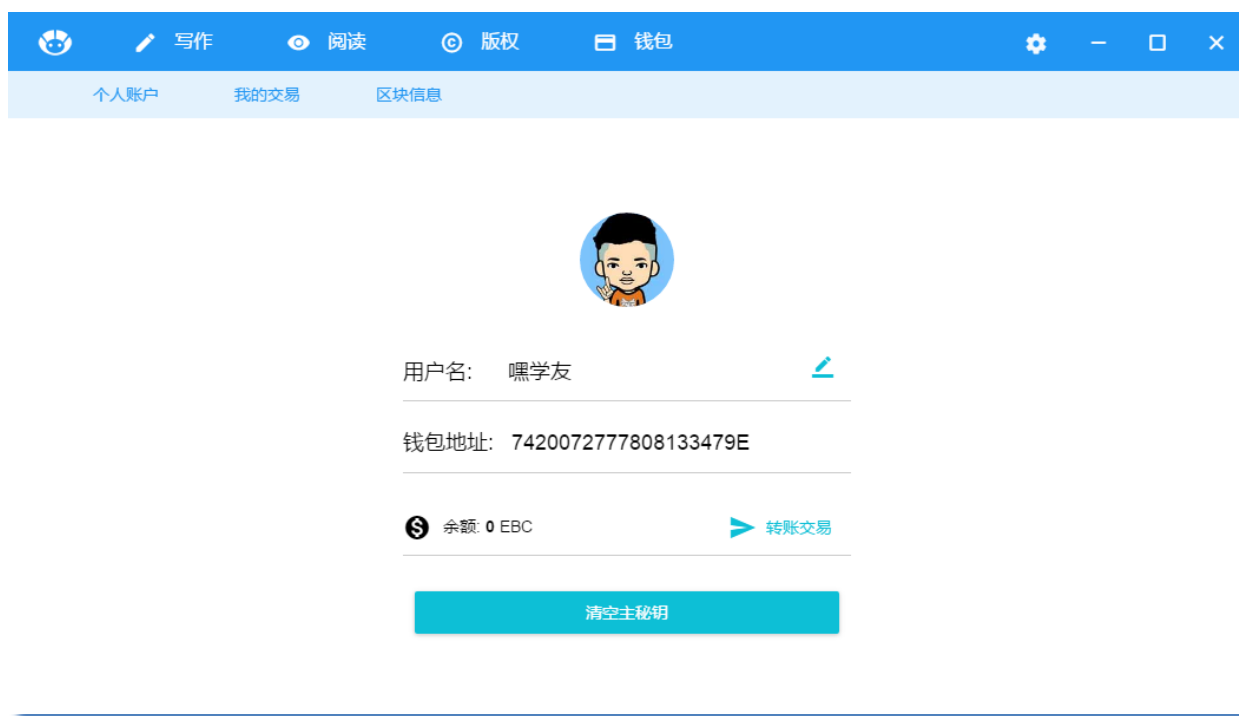 写作 阅读 版权 钱包
个人账户 我的交易 区块信息
用户名: 嘿学友
钱包地址: 7420072777808133479E
余额: 0 EBC 转账交易
清空主秘钥